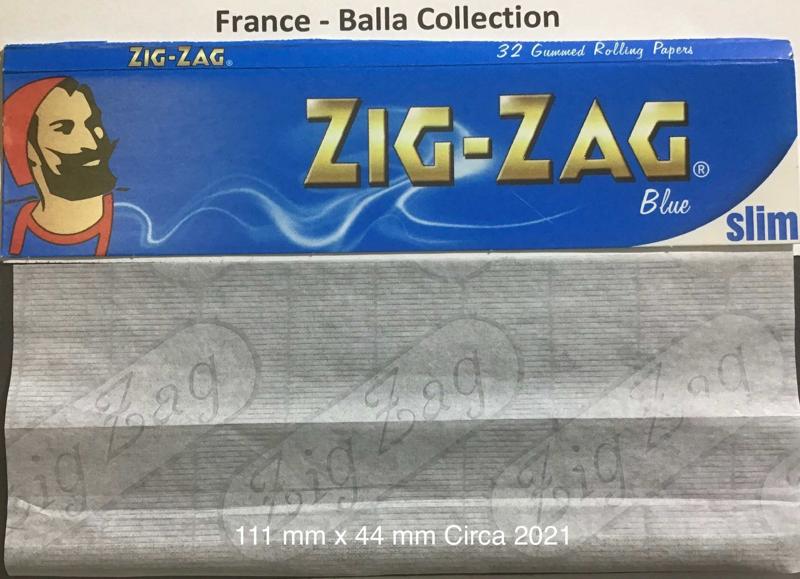 France - Balla Collection
ZIG-ZAG®
32 Gummed Rolling Papers
ZIG-ZAG®
Blue
slim
Zig Zag
Zig Zag
Zig Zag
111 mm x 44 mm Circa 2021